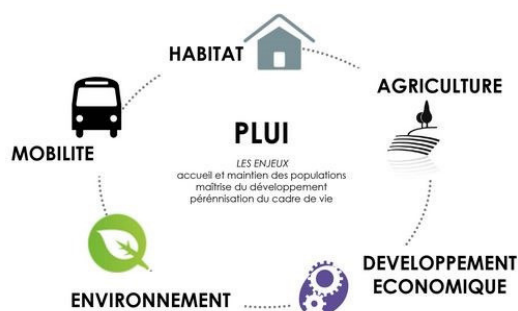 HABITAT
AGRICULTURE
MOBILITE
PLUI
LES ENJEUX
accueil et maintien des populations
maîtrise du développement
pérénnisation du cadre de vie
DEVELOPPEMENT
ECONOMIQUE
ENVIRONNEMENT